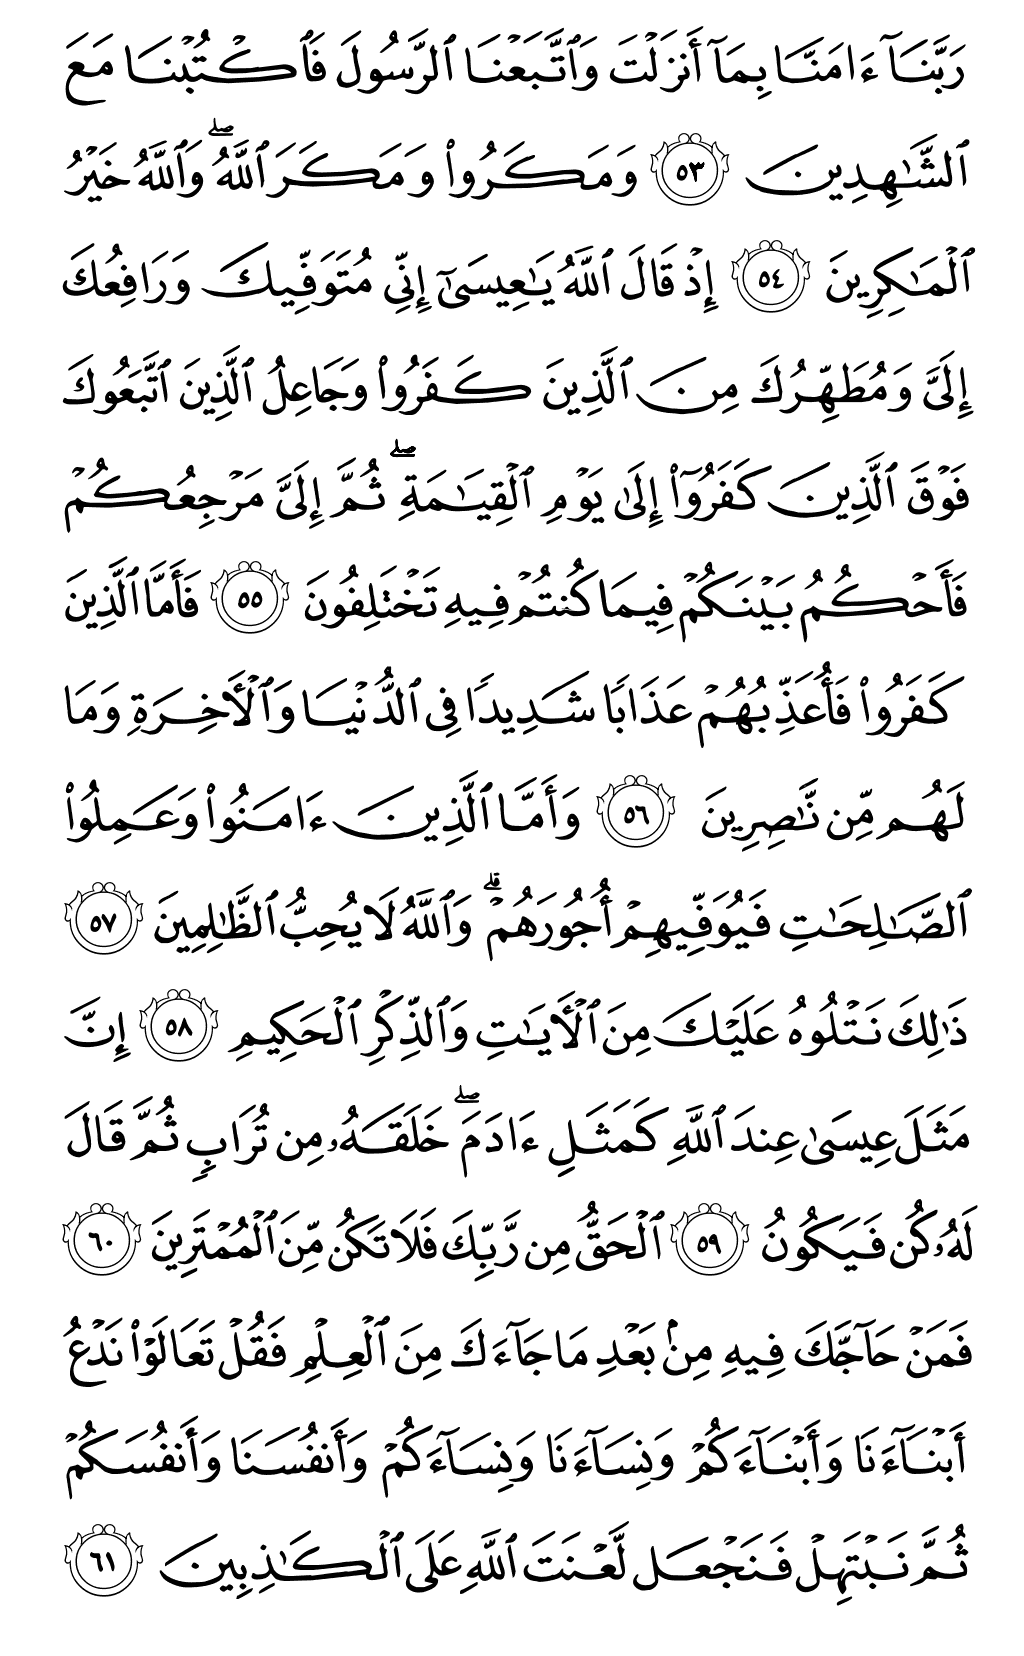 رَبَّنَآ ءَامَنَّا بِمَآ أَنزَلۡتَ وَٱتَّبَعۡنَا ٱلرَّسُولَ فَٱكۡتُبۡنَا مَعَ
ٱلشَّٰهِدِينَ ٥٣ وَمَكَرُواْ وَمَكَرَ ٱللَّهُۖ وَٱللَّهُ خَيۡرُ
ٱلۡمَٰكِرِينَ ٥٤ إِذۡ قَالَ ٱللَّهُ يَٰعِيسَىٰٓ إِنِّي مُتَوَفِّيكَ وَرَافِعُكَ
إِلَيَّ وَمُطَهِّرُكَ مِنَ ٱلَّذِينَ كَفَرُواْ وَجَاعِلُ ٱلَّذِينَ ٱتَّبَعُوكَ
فَوۡقَ ٱلَّذِينَ كَفَرُوٓاْ إِلَىٰ يَوۡمِ ٱلۡقِيَٰمَةِۖ ثُمَّ إِلَيَّ مَرۡجِعُكُمۡ
فَأَحۡكُمُ بَيۡنَكُمۡ فِيمَا كُنتُمۡ فِيهِ تَخۡتَلِفُونَ ٥٥ فَأَمَّا ٱلَّذِينَ
كَفَرُواْ فَأُعَذِّبُهُمۡ عَذَابٗا شَدِيدٗا فِي ٱلدُّنۡيَا وَٱلۡأٓخِرَةِ وَمَا
لَهُم مِّن نَّٰصِرِينَ ٥٦ وَأَمَّا ٱلَّذِينَ ءَامَنُواْ وَعَمِلُواْ
ٱلصَّٰلِحَٰتِ فَيُوَفِّيهِمۡ أُجُورَهُمۡۗ وَٱللَّهُ لَا يُحِبُّ ٱلظَّٰلِمِينَ ٥٧
ذَٰلِكَ نَتۡلُوهُ عَلَيۡكَ مِنَ ٱلۡأٓيَٰتِ وَٱلذِّكۡرِ ٱلۡحَكِيمِ ٥٨ إِنَّ
مَثَلَ عِيسَىٰ عِندَ ٱللَّهِ كَمَثَلِ ءَادَمَۖ خَلَقَهُۥ مِن تُرَابٖ ثُمَّ قَالَ
لَهُۥ كُن فَيَكُونُ ٥٩ ٱلۡحَقُّ مِن رَّبِّكَ فَلَا تَكُن مِّنَ ٱلۡمُمۡتَرِينَ ٦٠
فَمَنۡ حَآجَّكَ فِيهِ مِنۢ بَعۡدِ مَا جَآءَكَ مِنَ ٱلۡعِلۡمِ فَقُلۡ تَعَالَوۡاْ نَدۡعُ
أَبۡنَآءَنَا وَأَبۡنَآءَكُمۡ وَنِسَآءَنَا وَنِسَآءَكُمۡ وَأَنفُسَنَا وَأَنفُسَكُمۡ
ثُمَّ نَبۡتَهِلۡ فَنَجۡعَل لَّعۡنَتَ ٱللَّهِ عَلَى ٱلۡكَٰذِبِينَ ٦١